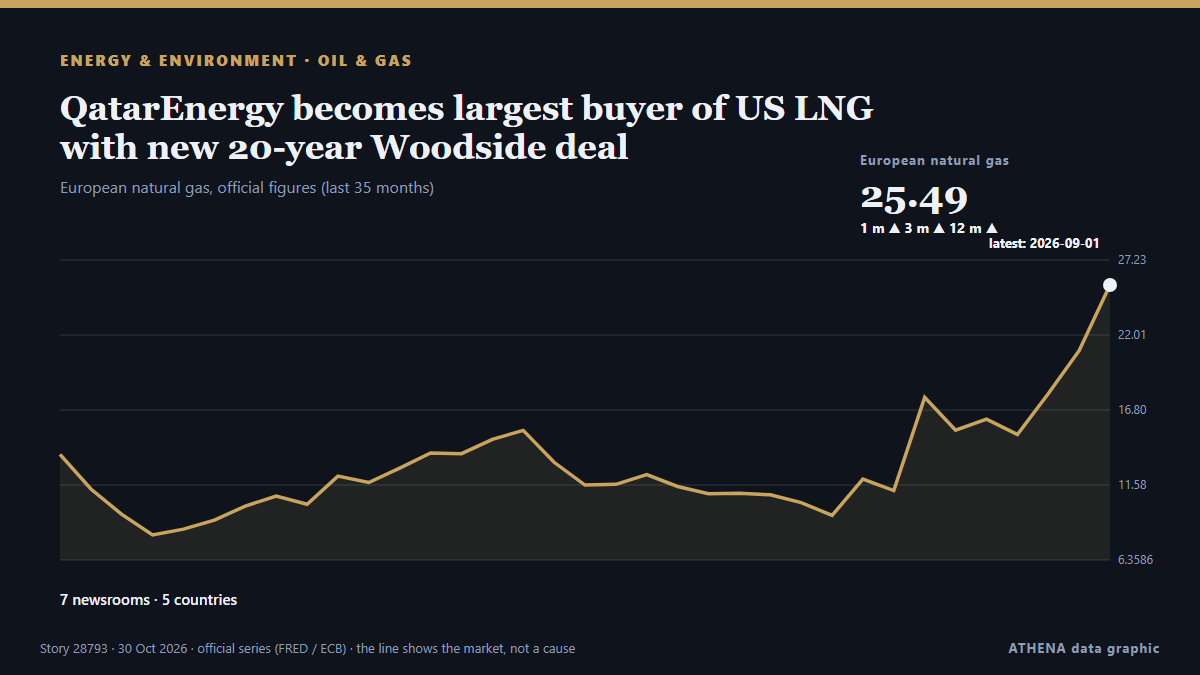 ENERGY & ENVIRONMENT · OIL & GAS
QatarEnergy becomes largest buyer of US LNG
with new 20-year Woodside deal
European natural gas, official figures (last 35 months)
European natural gas
25.49
1 m ▲ 3 m ▲ 12 m ▲
latest: 2026-09-01
27.23
22.01
16.80
11.58
6.3586
7 newsrooms · 5 countries
Story 28793 · 30 Oct 2026 · official series (FRED / ECB) · the line shows the market, not a cause
ATHENA data graphic